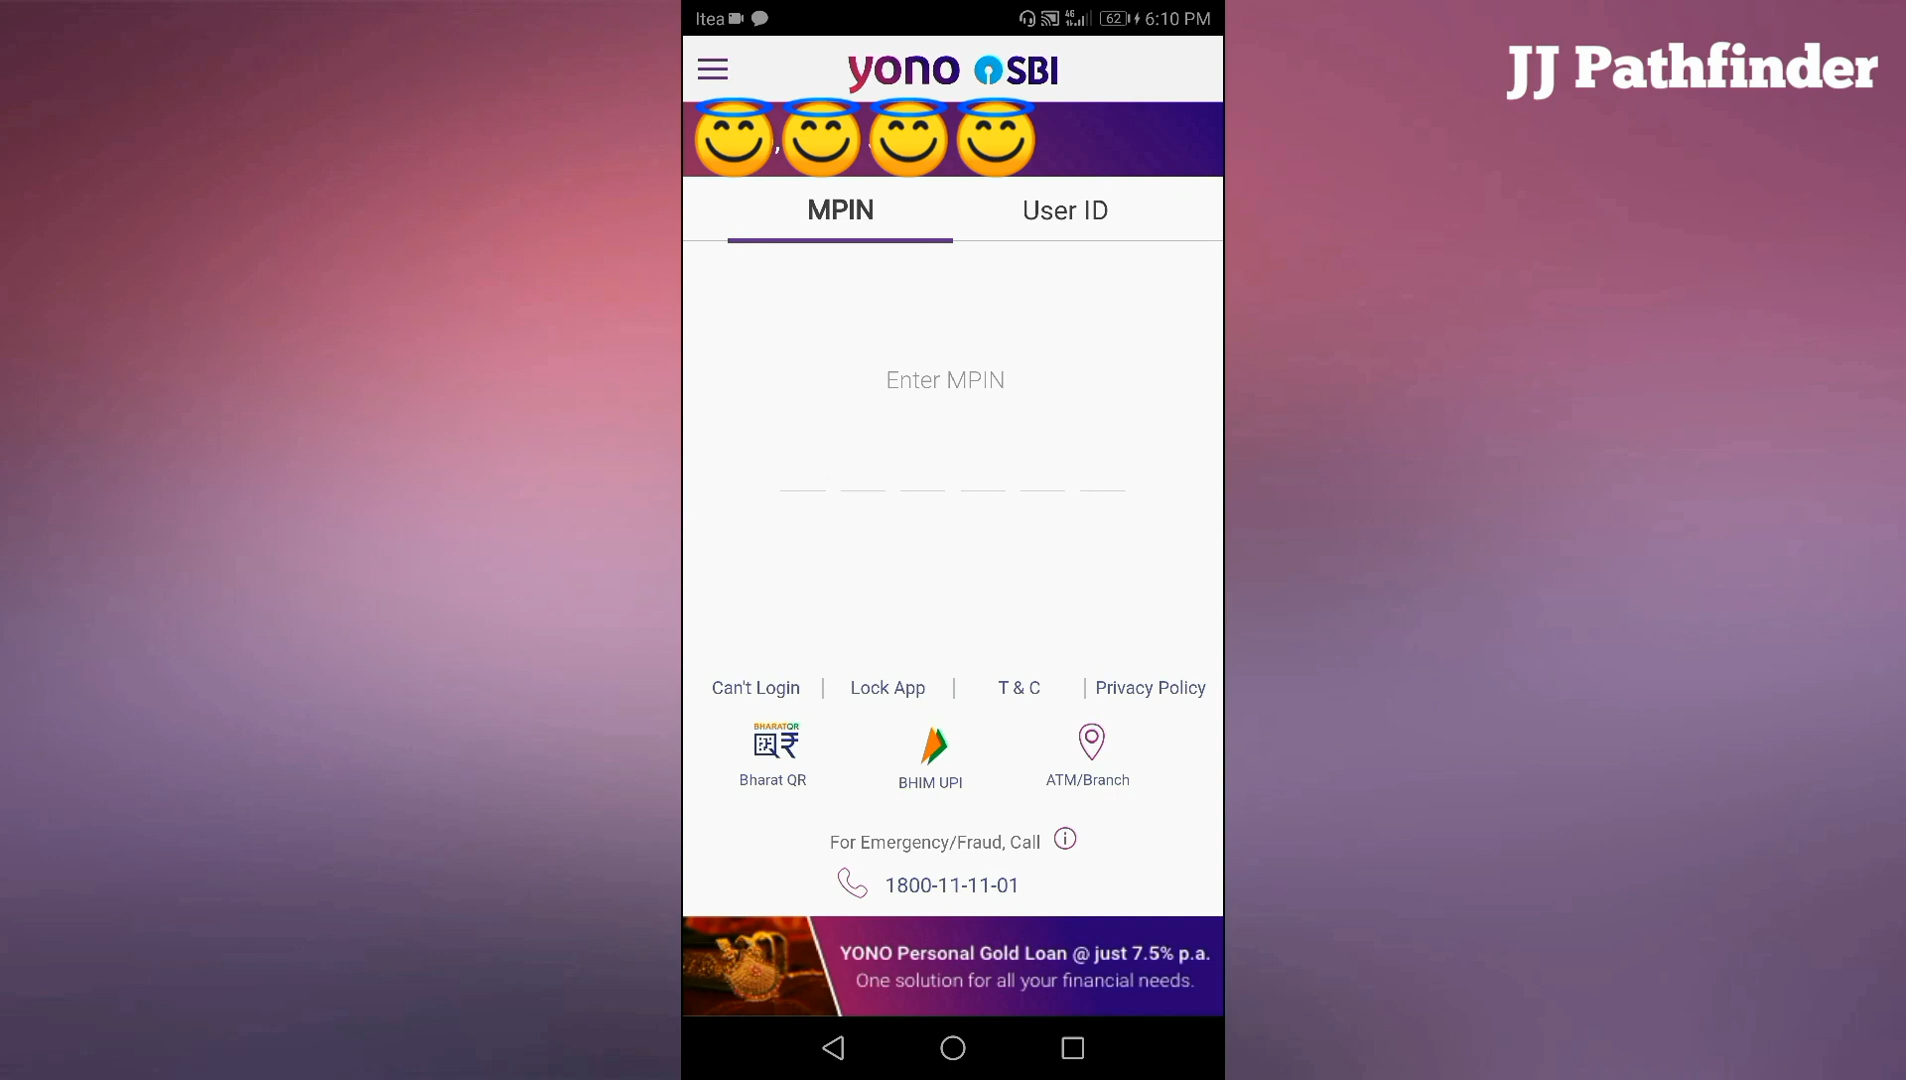 Itea 4G 62 6:10 PM
JJ Pathfinder
yono SBI
,
MPIN User ID
Enter MPIN
Can't Login | Lock App | T & C | Privacy Policy
BHARATQR
Bharat QR BHIM UPI ATM/Branch
For Emergency/Fraud, Call i
1800-11-11-01
YONO Personal Gold Loan @ just 7.5% p.a.
One solution for all your financial needs.